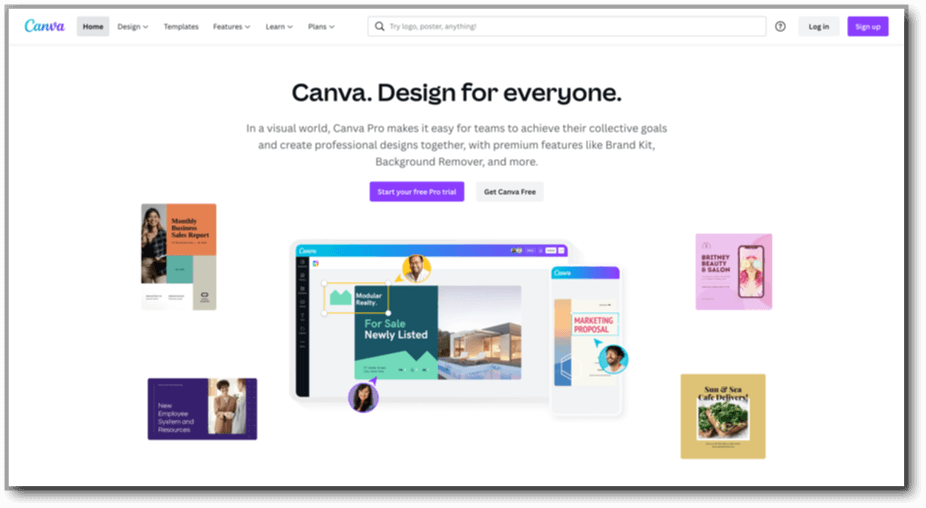 Canva
Home
Design
Templates
Features
Learn
Plans
Try logo, poster, anything!
Log in
Sign up
Canva. Design for everyone.
In a visual world, Canva Pro makes it easy for teams to achieve their collective goals
and create professional designs together, with premium features like Brand Kit,
Background Remover, and more.
Start your free Pro trial
Get Canva Free
Monthly
Business
Sales Report
Canva
Modular
Realty.
For Sale
Newly Listed
Canva
MARKETING
PROPOSAL
BRITNEY
BEAUTY
& SALON
New
Employee
System and
Resources
Sun & Sea
Cafe Delivers!